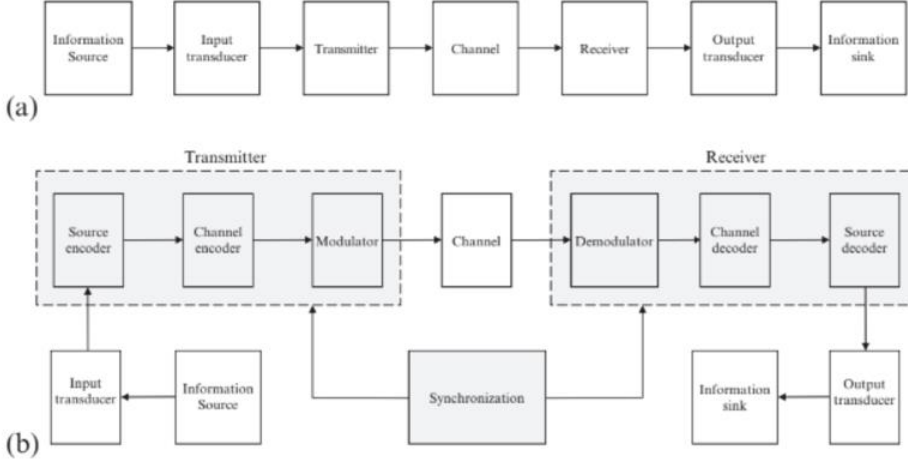 Information
Source
Input
transducer
Transmitter
Channel
Receiver
Output
transducer
Information
sink
(a)
Transmitter
Receiver
Source
encoder
Channel
encoder
Modulator
Channel
Demodulator
Channel
decoder
Source
decoder
Input
transducer
Information
Source
Synchronization
Information
sink
Output
transducer
(b)